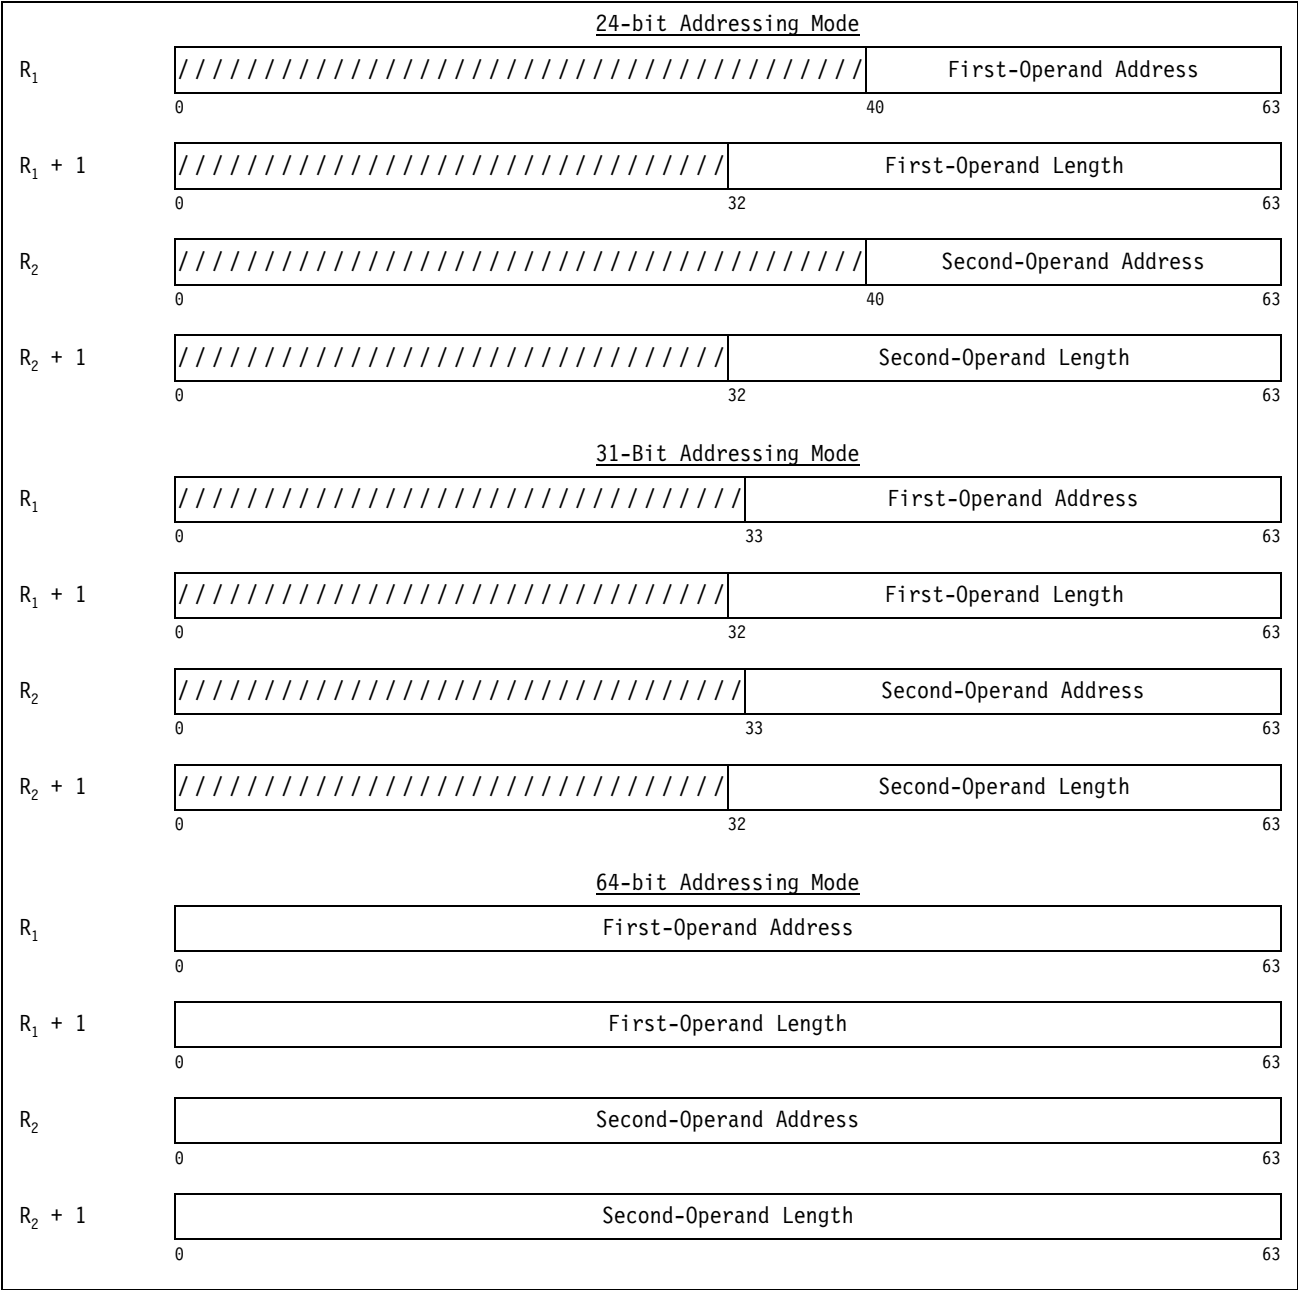 24-bit Addressing Mode
R₁ //////////////////////////////////////// First-Operand Address
0 40 63
R₁ + 1 //////////////////////////////// First-Operand Length
0 32 63
R₂ //////////////////////////////////////// Second-Operand Address
0 40 63
R₂ + 1 //////////////////////////////// Second-Operand Length
0 32 63
31-Bit Addressing Mode
R₁ ///////////////////////////////// First-Operand Address
0 33 63
R₁ + 1 //////////////////////////////// First-Operand Length
0 32 63
R₂ ///////////////////////////////// Second-Operand Address
0 33 63
R₂ + 1 //////////////////////////////// Second-Operand Length
0 32 63
64-bit Addressing Mode
R₁ First-Operand Address
0 63
R₁ + 1 First-Operand Length
0 63
R₂ Second-Operand Address
0 63
R₂ + 1 Second-Operand Length
0 63